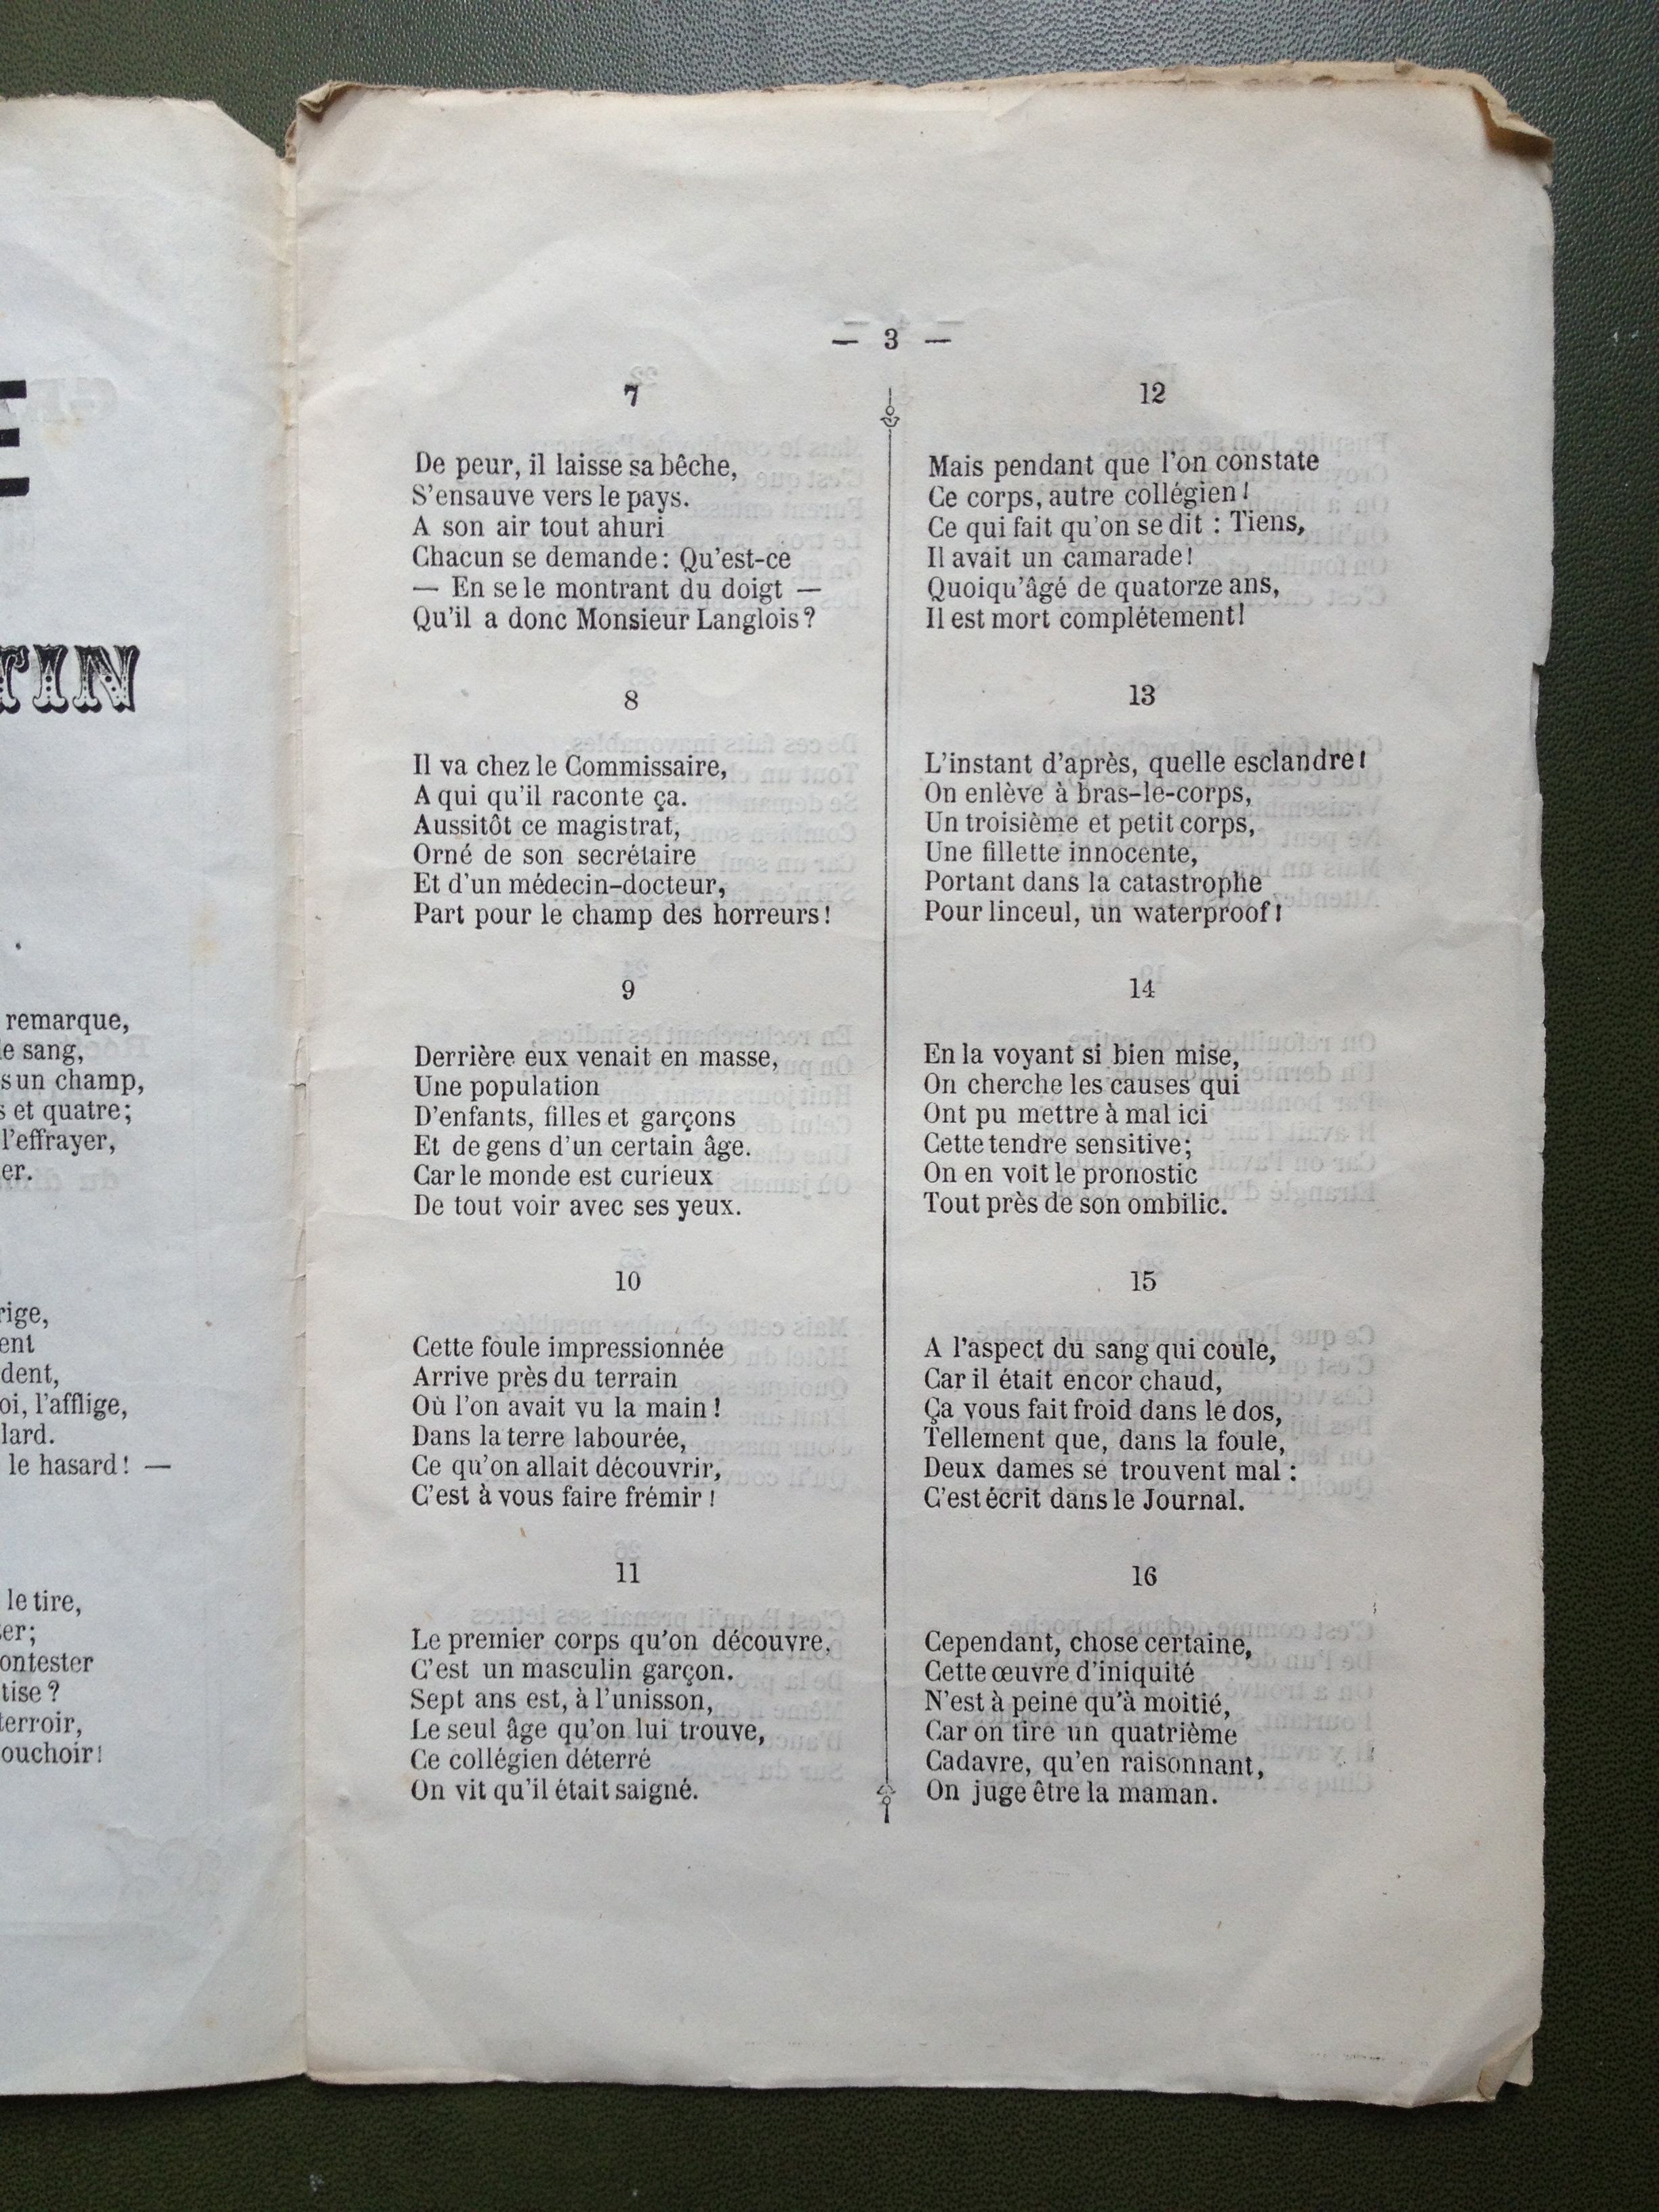 E
TIN
remarque,
e sang,
s un champ,
s et quatre;
l'effrayer,
er.
rige,
ent
dent,
oi, l'afflige,
lard.
le hasard! —
le tire,
er;
ontester
tise?
terroir,
ouchoir!
— 3 —
7
De peur, il laisse sa bêche,
S'ensauve vers le pays.
A son air tout ahuri
Chacun se demande: Qu'est-ce
— En se le montrant du doigt —
Qu'il a donc Monsieur Langlois?
8
Il va chez le Commissaire,
A qui qu'il raconte ça.
Aussitôt ce magistrat,
Orné de son secrétaire
Et d'un médecin-docteur,
Part pour le champ des horreurs!
9
Derrière eux venait en masse,
Une population
D'enfants, filles et garçons
Et de gens d'un certain âge.
Car le monde est curieux
De tout voir avec ses yeux.
10
Cette foule impressionnée
Arrive près du terrain
Où l'on avait vu la main!
Dans la terre labourée,
Ce qu'on allait découvrir,
C'est à vous faire frémir!
11
Le premier corps qu'on découvre,
C'est un masculin garçon.
Sept ans est, à l'unisson,
Le seul âge qu'on lui trouve,
Ce collégien déterré
On vit qu'il était saigné.
12
Mais pendant que l'on constate
Ce corps, autre collégien!
Ce qui fait qu'on se dit : Tiens,
Il avait un camarade!
Quoiqu'âgé de quatorze ans,
Il est mort complétement!
13
L'instant d'après, quelle esclandre!
On enlève à bras-le-corps,
Un troisième et petit corps,
Une fillette innocente,
Portant dans la catastrophe
Pour linceul, un waterproof!
14
En la voyant si bien mise,
On cherche les causes qui
Ont pu mettre à mal ici
Cette tendre sensitive;
On en voit le pronostic
Tout près de son ombilic.
15
A l'aspect du sang qui coule,
Car il était encor chaud,
Ça vous fait froid dans le dos,
Tellement que, dans la foule,
Deux dames se trouvent mal :
C'est écrit dans le Journal.
16
Cependant, chose certaine,
Cette œuvre d'iniquité
N'est à peine qu'à moitié,
Car on tire un quatrième
Cadavre, qu'en raisonnant,
On juge être la maman.